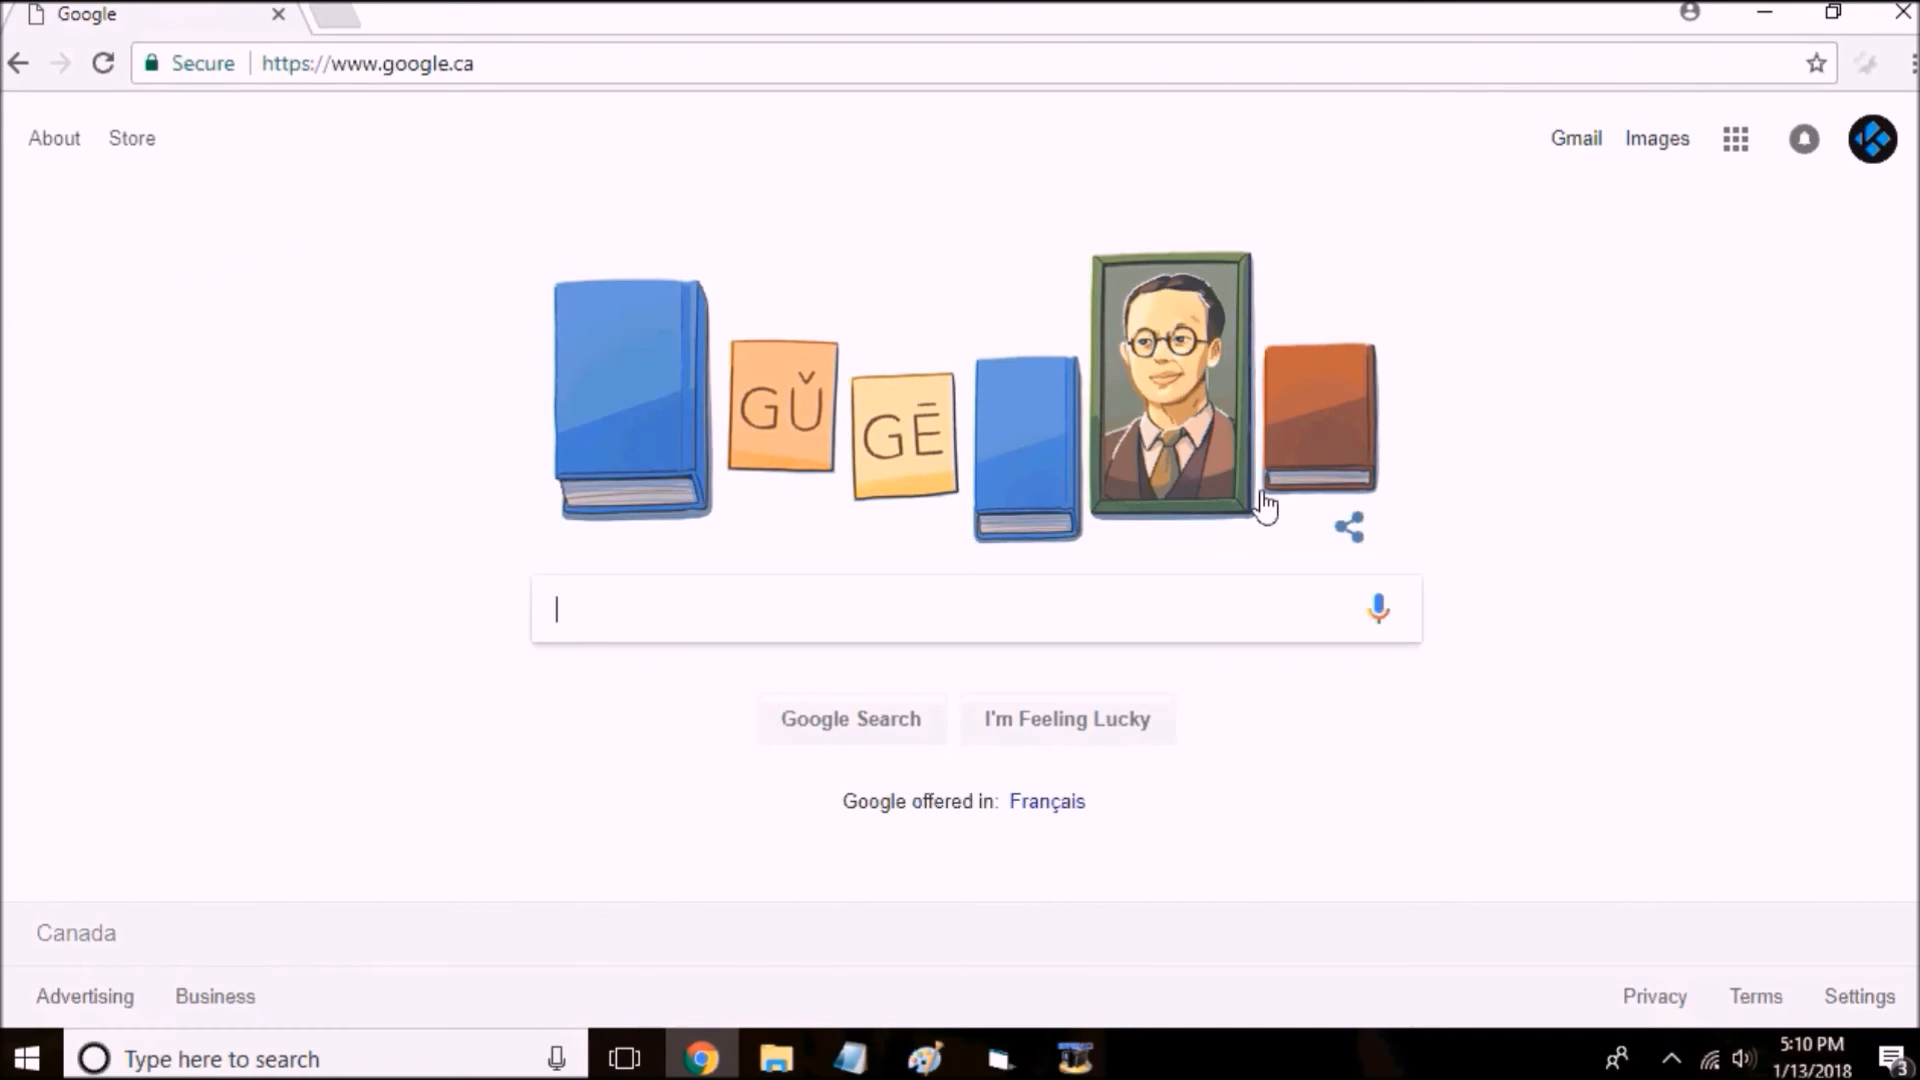 Google
Secure
https://www.google.ca
About
Store
Gmail
Images
GǓ
GĒ
Google Search
I'm Feeling Lucky
Google offered in: Français
Canada
Advertising
Business
Privacy
Terms
Settings
Type here to search
5:10 PM
1/13/2018
3